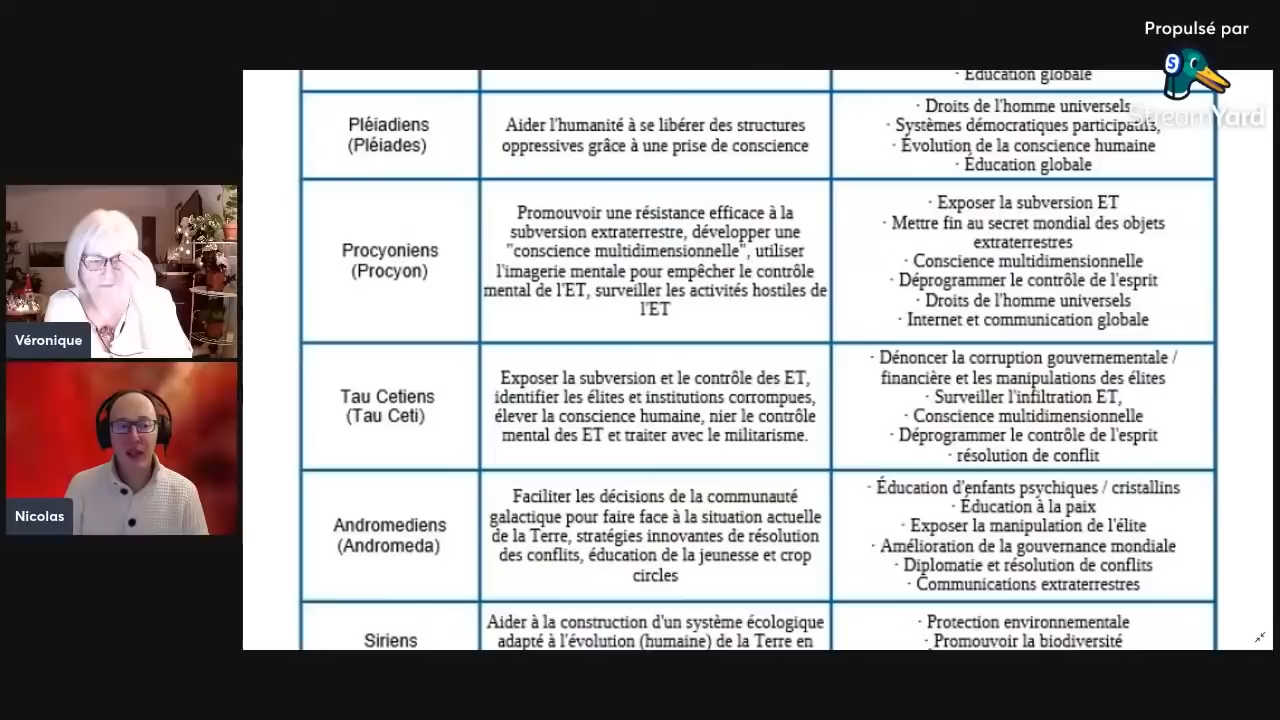 Propulsé par
StreamYard
· Éducation globale
Pléiadiens
(Pléiades)
Aider l'humanité à se libérer des structures
oppressives grâce à une prise de conscience
· Droits de l'homme universels,
· Systèmes démocratiques participatifs,
· Évolution de la conscience humaine
· Éducation globale
Procyoniens
(Procyon)
Promouvoir une résistance efficace à la
subversion extraterrestre, développer une
"conscience multidimensionnelle", utiliser
l'imagerie mentale pour empêcher le contrôle
mental de l'ET, surveiller les activités hostiles de
l'ET
· Exposer la subversion ET
· Mettre fin au secret mondial des objets
extraterrestres
· Conscience multidimensionnelle
· Déprogrammer le contrôle de l'esprit
· Droits de l'homme universels
· Internet et communication globale
Tau Cetiens
(Tau Ceti)
Exposer la subversion et le contrôle des ET,
identifier les élites et institutions corrompues,
élever la conscience humaine, nier le contrôle
mental des ET et traiter avec le militarisme.
· Dénoncer la corruption gouvernementale /
financière et les manipulations des élites
· Surveiller l'infiltration ET,
· Conscience multidimensionnelle
· Déprogrammer le contrôle de l'esprit
· résolution de conflit
Andromediens
(Andromeda)
Faciliter les décisions de la communauté
galactique pour faire face à la situation actuelle
de la Terre, stratégies innovantes de résolution
des conflits, éducation de la jeunesse et crop
circles
· Éducation d'enfants psychiques / cristallins
· Éducation à la paix
· Exposer la manipulation de l'élite
· Amélioration de la gouvernance mondiale
· Diplomatie et résolution de conflits
· Communications extraterrestres
Siriens
Aider à la construction d'un système écologique
adapté à l'évolution (humaine) de la Terre en
· Protection environnementale
· Promouvoir la biodiversité
Véronique
Nicolas